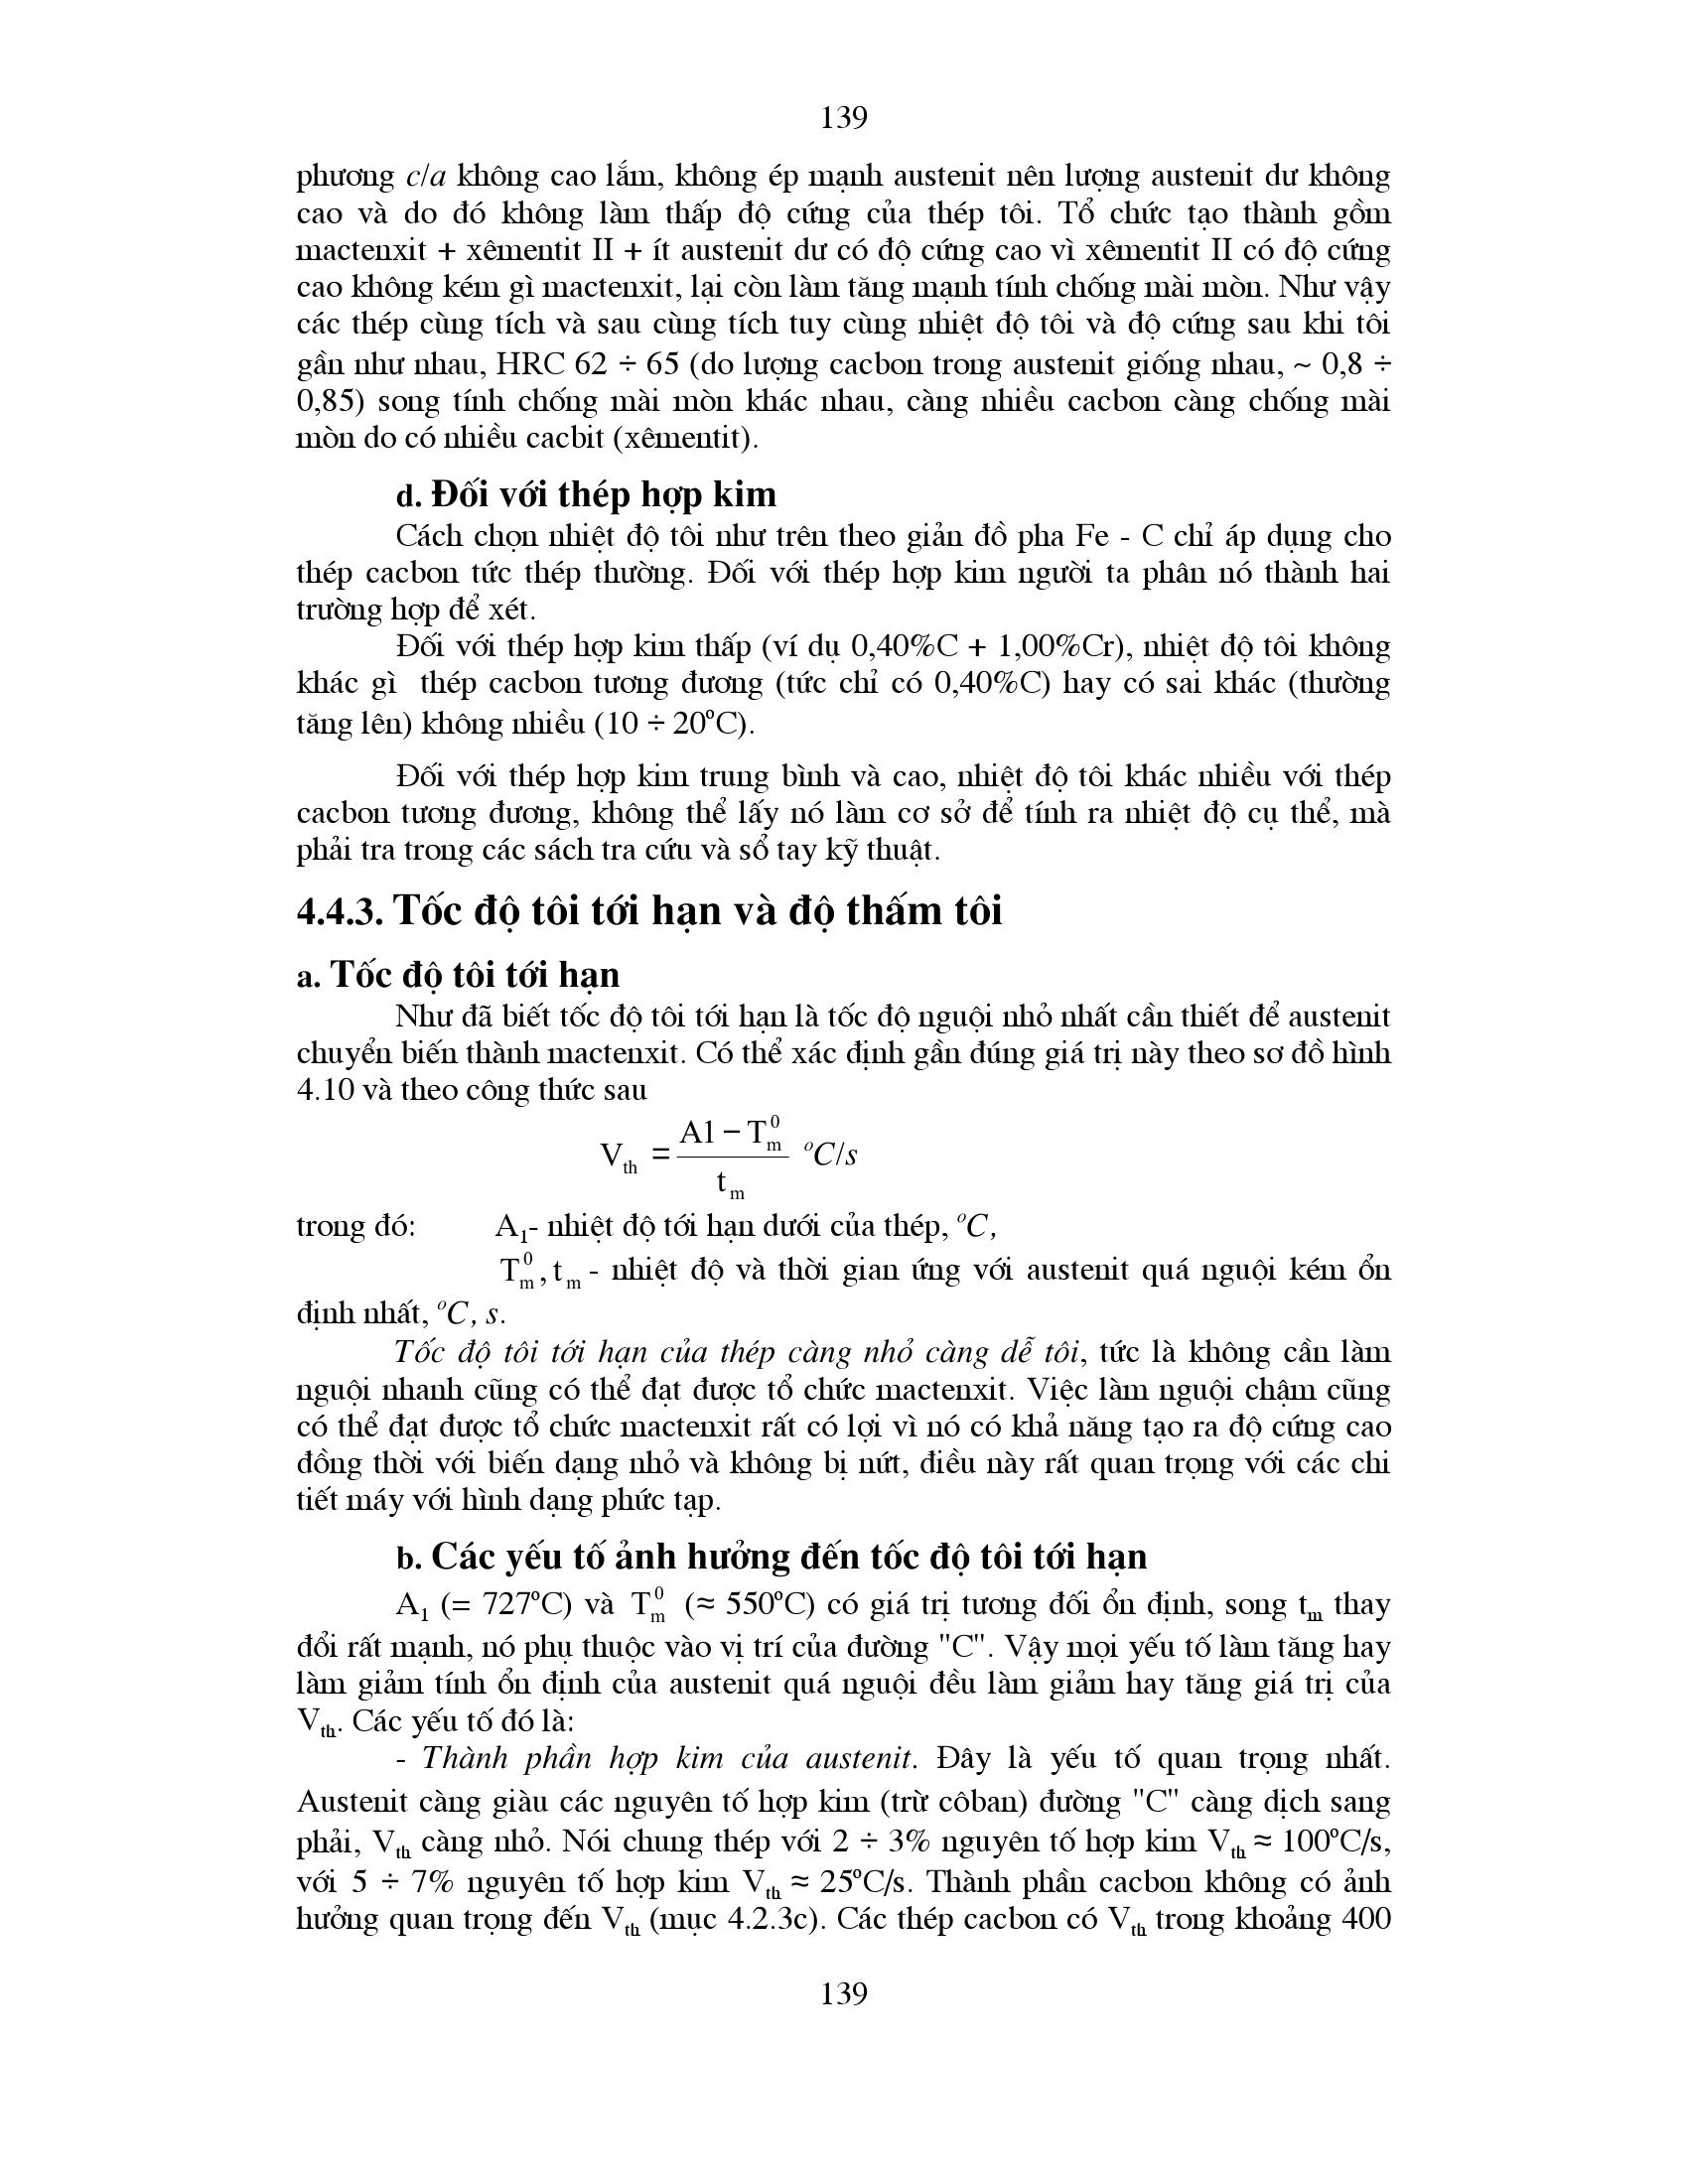 139
phương c/a không cao lắm, không ép mạnh austenit nên lượng austenit dư không
cao và do đó không làm thấp độ cứng của thép tôi. Tổ chức tạo thành gồm
mactenxit + xêmentit II + ít austenit dư có độ cứng cao vì xêmentit II có độ cứng
cao không kém gì mactenxit, lại còn làm tăng mạnh tính chống mài mòn. Như vậy
các thép cùng tích và sau cùng tích tuy cùng nhiệt độ tôi và độ cứng sau khi tôi
gần như nhau, HRC 62 ÷ 65 (do lượng cacbon trong austenit giống nhau, ~ 0,8 ÷
0,85) song tính chống mài mòn khác nhau, càng nhiều cacbon càng chống mài
mòn do có nhiều cacbit (xêmentit).
d. Đối với thép hợp kim
Cách chọn nhiệt độ tôi như trên theo giản đồ pha Fe - C chỉ áp dụng cho
thép cacbon tức thép thường. Đối với thép hợp kim người ta phân nó thành hai
trường hợp để xét.
Đối với thép hợp kim thấp (ví dụ 0,40%C + 1,00%Cr), nhiệt độ tôi không
khác gì thép cacbon tương đương (tức chỉ có 0,40%C) hay có sai khác (thường
tăng lên) không nhiều (10 ÷ 20ºC).
Đối với thép hợp kim trung bình và cao, nhiệt độ tôi khác nhiều với thép
cacbon tương đương, không thể lấy nó làm cơ sở để tính ra nhiệt độ cụ thể, mà
phải tra trong các sách tra cứu và sổ tay kỹ thuật.
4.4.3. Tốc độ tôi tới hạn và độ thấm tôi
a. Tốc độ tôi tới hạn
Như đã biết tốc độ tôi tới hạn là tốc độ nguội nhỏ nhất cần thiết để austenit
chuyển biến thành mactenxit. Có thể xác định gần đúng giá trị này theo sơ đồ hình
4.10 và theo công thức sau
V_th = (A1 − T_m^0) / t_m ºC/s
trong đó: A₁- nhiệt độ tới hạn dưới của thép, ºC,
T_m^0, t_m - nhiệt độ và thời gian ứng với austenit quá nguội kém ổn
định nhất, ºC, s.
Tốc độ tôi tới hạn của thép càng nhỏ càng dễ tôi, tức là không cần làm
nguội nhanh cũng có thể đạt được tổ chức mactenxit. Việc làm nguội chậm cũng
có thể đạt được tổ chức mactenxit rất có lợi vì nó có khả năng tạo ra độ cứng cao
đồng thời với biến dạng nhỏ và không bị nứt, điều này rất quan trọng với các chi
tiết máy với hình dạng phức tạp.
b. Các yếu tố ảnh hưởng đến tốc độ tôi tới hạn
A₁ (= 727ºC) và T_m^0 (≈ 550ºC) có giá trị tương đối ổn định, song t_m thay
đổi rất mạnh, nó phụ thuộc vào vị trí của đường "C". Vậy mọi yếu tố làm tăng hay
làm giảm tính ổn định của austenit quá nguội đều làm giảm hay tăng giá trị của
V_th. Các yếu tố đó là:
- Thành phần hợp kim của austenit. Đây là yếu tố quan trọng nhất.
Austenit càng giàu các nguyên tố hợp kim (trừ côban) đường "C" càng dịch sang
phải, V_th càng nhỏ. Nói chung thép với 2 ÷ 3% nguyên tố hợp kim V_th ≈ 100ºC/s,
với 5 ÷ 7% nguyên tố hợp kim V_th ≈ 25ºC/s. Thành phần cacbon không có ảnh
hưởng quan trọng đến V_th (mục 4.2.3c). Các thép cacbon có V_th trong khoảng 400
139